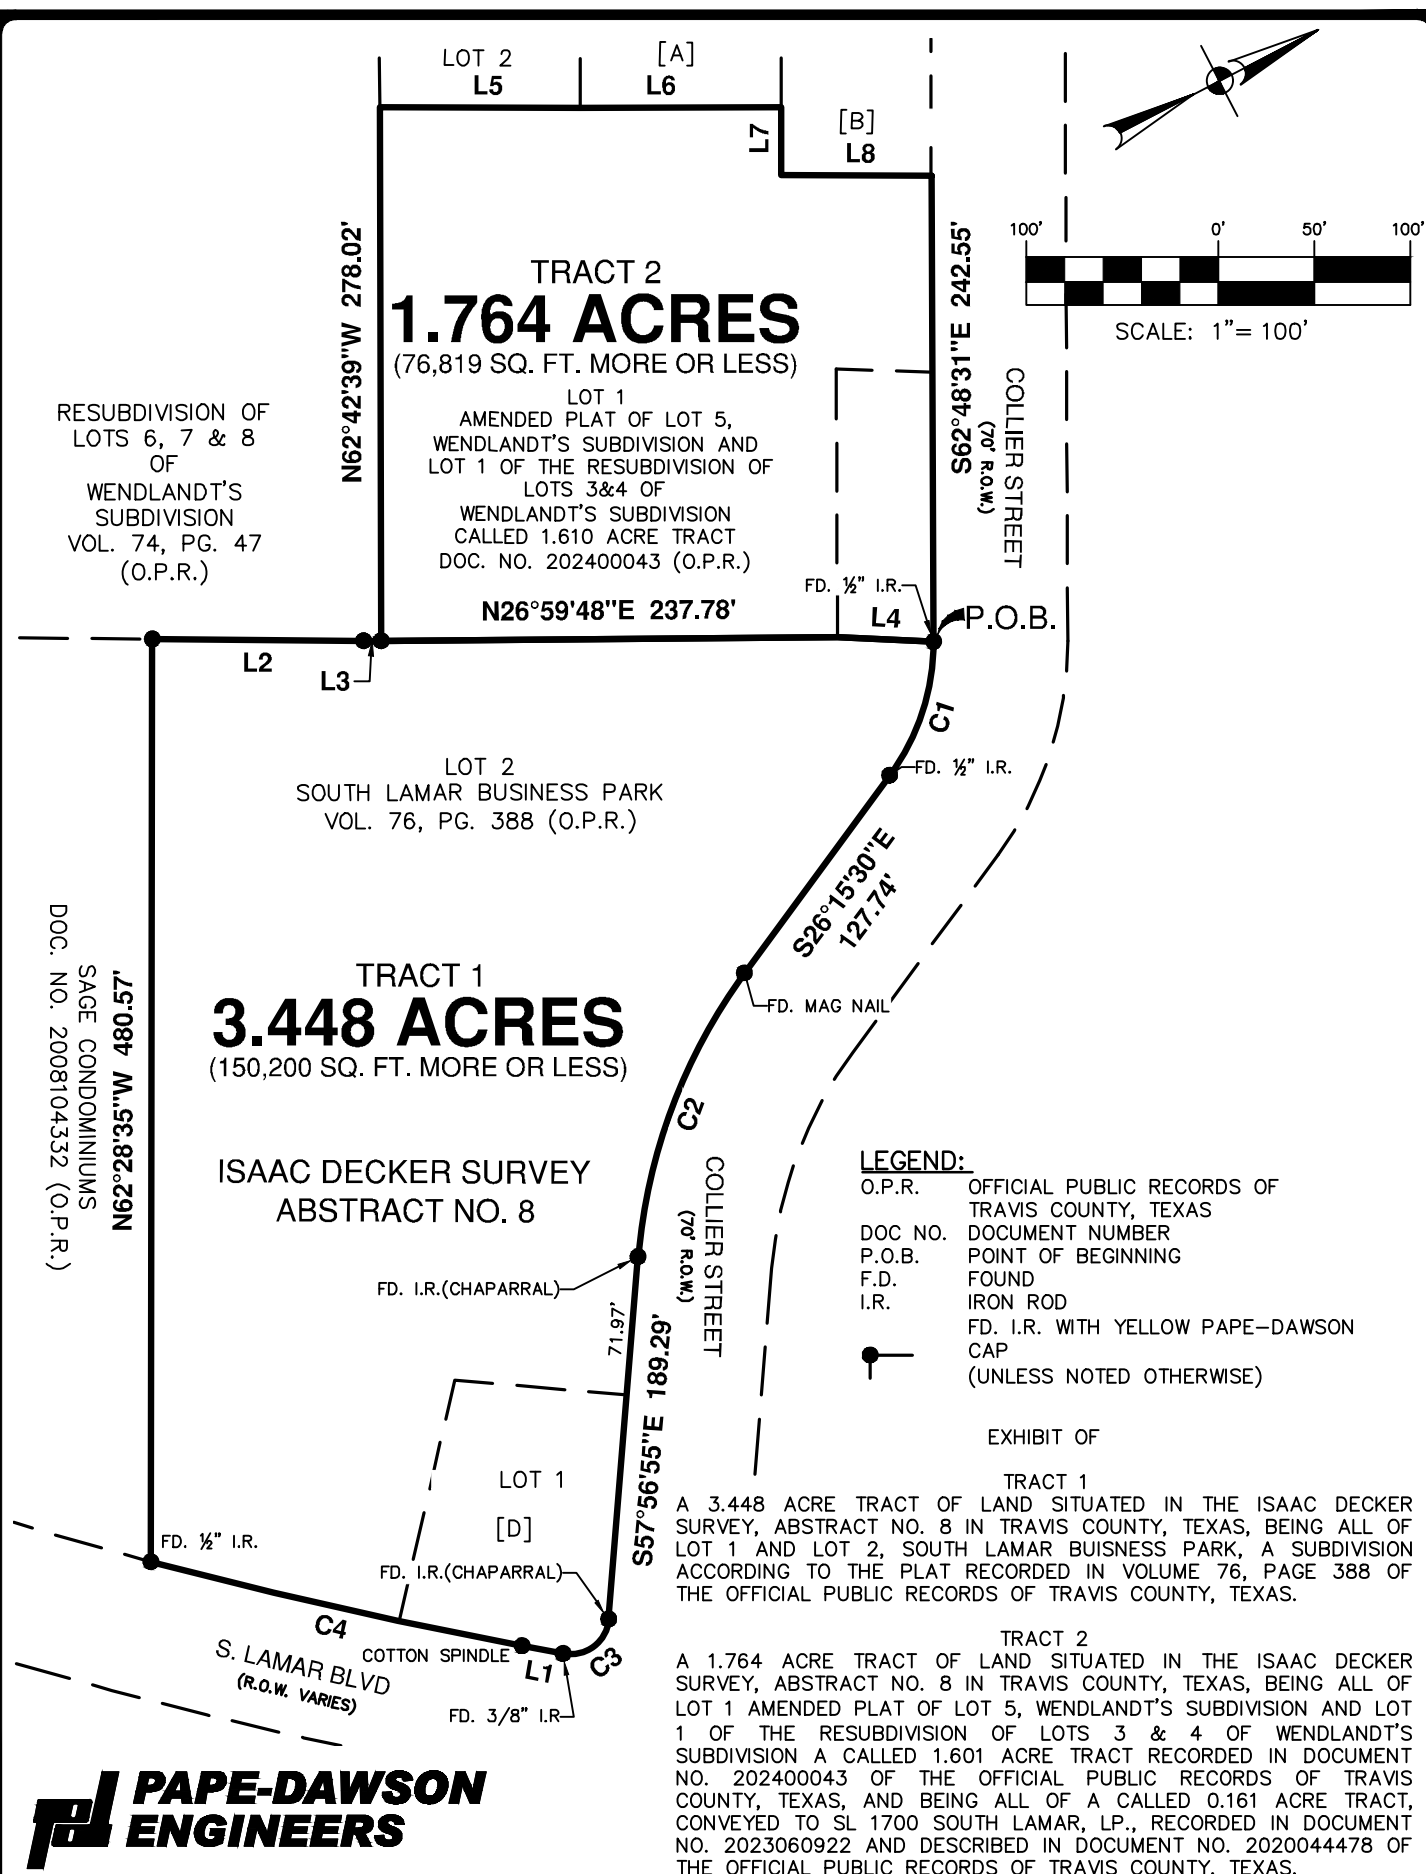 LOT 2
[A]
L5
L6
L7
[B]
L8
100' 0' 50' 100'
SCALE: 1"= 100'
N62°42'39"W 278.02'
S62°48'31"E 242.55'
COLLIER STREET
(70' R.O.W.)
TRACT 2
1.764 ACRES
(76,819 SQ. FT. MORE OR LESS)
LOT 1
AMENDED PLAT OF LOT 5,
WENDLANDT'S SUBDIVISION AND
LOT 1 OF THE RESUBDIVISION OF
LOTS 3&4 OF
WENDLANDT'S SUBDIVISION
CALLED 1.610 ACRE TRACT
DOC. NO. 202400043 (O.P.R.)
RESUBDIVISION OF
LOTS 6, 7 & 8
OF
WENDLANDT'S
SUBDIVISION
VOL. 74, PG. 47
(O.P.R.)
FD. ½" I.R.
N26°59'48"E 237.78'
L4
P.O.B.
L2
L3
C1
FD. ½" I.R.
LOT 2
SOUTH LAMAR BUSINESS PARK
VOL. 76, PG. 388 (O.P.R.)
S26°15'30"E
127.74'
FD. MAG NAIL
SAGE CONDOMINIUMS
DOC. NO. 2008104332 (O.P.R.)
N62°28'35"W 480.57'
TRACT 1
3.448 ACRES
(150,200 SQ. FT. MORE OR LESS)
C2
ISAAC DECKER SURVEY
ABSTRACT NO. 8
COLLIER STREET
(70' R.O.W.)
FD. I.R.(CHAPARRAL)
71.97'
S57°56'55"E 189.29'
LEGEND:
O.P.R. OFFICIAL PUBLIC RECORDS OF
TRAVIS COUNTY, TEXAS
DOC NO. DOCUMENT NUMBER
P.O.B. POINT OF BEGINNING
F.D. FOUND
I.R. IRON ROD
FD. I.R. WITH YELLOW PAPE-DAWSON
CAP
(UNLESS NOTED OTHERWISE)
LOT 1
[D]
FD. ½" I.R.
FD. I.R.(CHAPARRAL)
C4
COTTON SPINDLE
L1
C3
S. LAMAR BLVD
(R.O.W. VARIES)
FD. 3/8" I.R
EXHIBIT OF
TRACT 1
A 3.448 ACRE TRACT OF LAND SITUATED IN THE ISAAC DECKER
SURVEY, ABSTRACT NO. 8 IN TRAVIS COUNTY, TEXAS, BEING ALL OF
LOT 1 AND LOT 2, SOUTH LAMAR BUISNESS PARK, A SUBDIVISION
ACCORDING TO THE PLAT RECORDED IN VOLUME 76, PAGE 388 OF
THE OFFICIAL PUBLIC RECORDS OF TRAVIS COUNTY, TEXAS.
TRACT 2
A 1.764 ACRE TRACT OF LAND SITUATED IN THE ISAAC DECKER
SURVEY, ABSTRACT NO. 8 IN TRAVIS COUNTY, TEXAS, BEING ALL OF
LOT 1 AMENDED PLAT OF LOT 5, WENDLANDT'S SUBDIVISION AND LOT
1 OF THE RESUBDIVISION OF LOTS 3 & 4 OF WENDLANDT'S
SUBDIVISION A CALLED 1.601 ACRE TRACT RECORDED IN DOCUMENT
NO. 202400043 OF THE OFFICIAL PUBLIC RECORDS OF TRAVIS
COUNTY, TEXAS, AND BEING ALL OF A CALLED 0.161 ACRE TRACT,
CONVEYED TO SL 1700 SOUTH LAMAR, LP., RECORDED IN DOCUMENT
NO. 2023060922 AND DESCRIBED IN DOCUMENT NO. 2020044478 OF
THE OFFICIAL PUBLIC RECORDS OF TRAVIS COUNTY, TEXAS.
pd PAPE-DAWSON
ENGINEERS